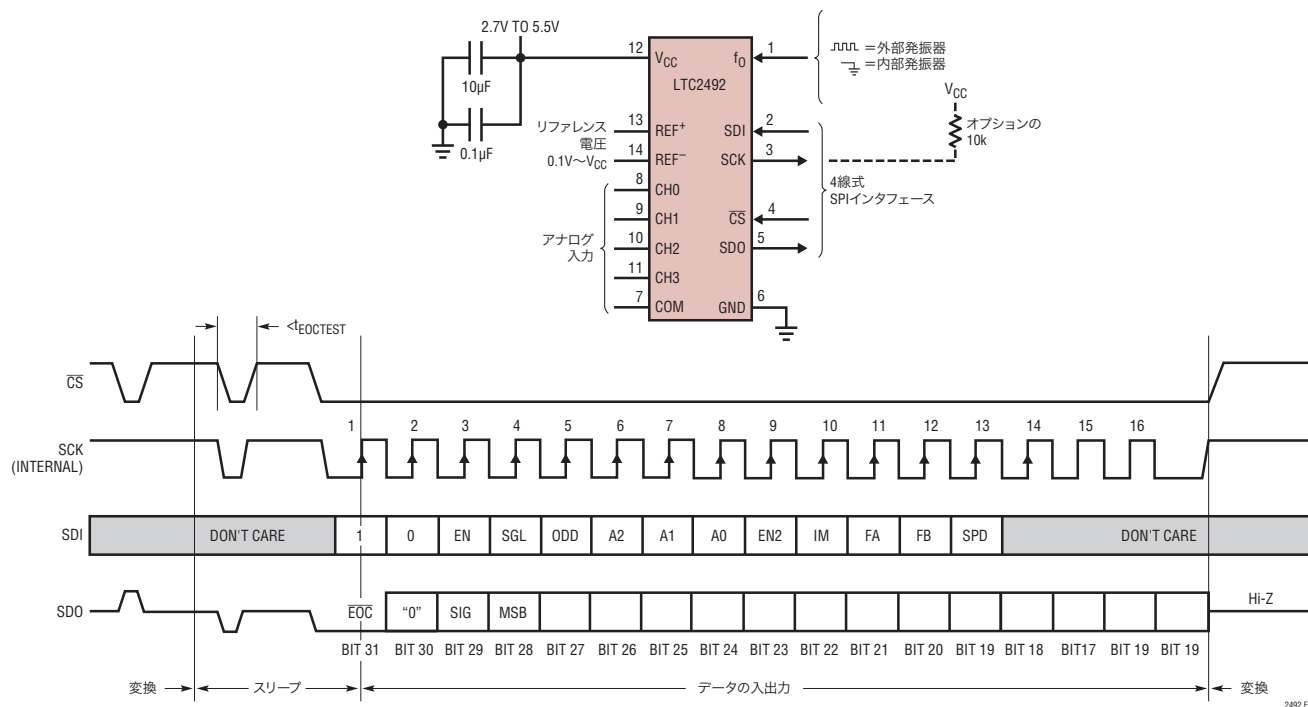 2.7V TO 5.5V
10µF
0.1µF
リファレンス
電圧
0.1V～VCC
アナログ
入力
12
VCC
LTC2492
13
REF+
14
REF−
8
CH0
9
CH1
10
CH2
11
CH3
7
COM
fO
1
SDI
2
SCK
3
CS
4
SDO
5
GND
6
=外部発振器
=内部発振器
VCC
オプションの
10k
4線式
SPIインタフェース
<tEOCTEST
CS
SCK
(INTERNAL)
1 2 3 4 5 6 7 8 9 10 11 12 13 14 15 16
SDI
DON'T CARE 1 0 EN SGL ODD A2 A1 A0 EN2 IM FA FB SPD DON'T CARE
SDO
EOC "0" SIG MSB Hi-Z
BIT 31 BIT 30 BIT 29 BIT 28 BIT 27 BIT 26 BIT 25 BIT 24 BIT 23 BIT 22 BIT 21 BIT 20 BIT 19 BIT 18 BIT17 BIT 19 BIT 19
変換 スリープ データの入出力 変換
2492 F